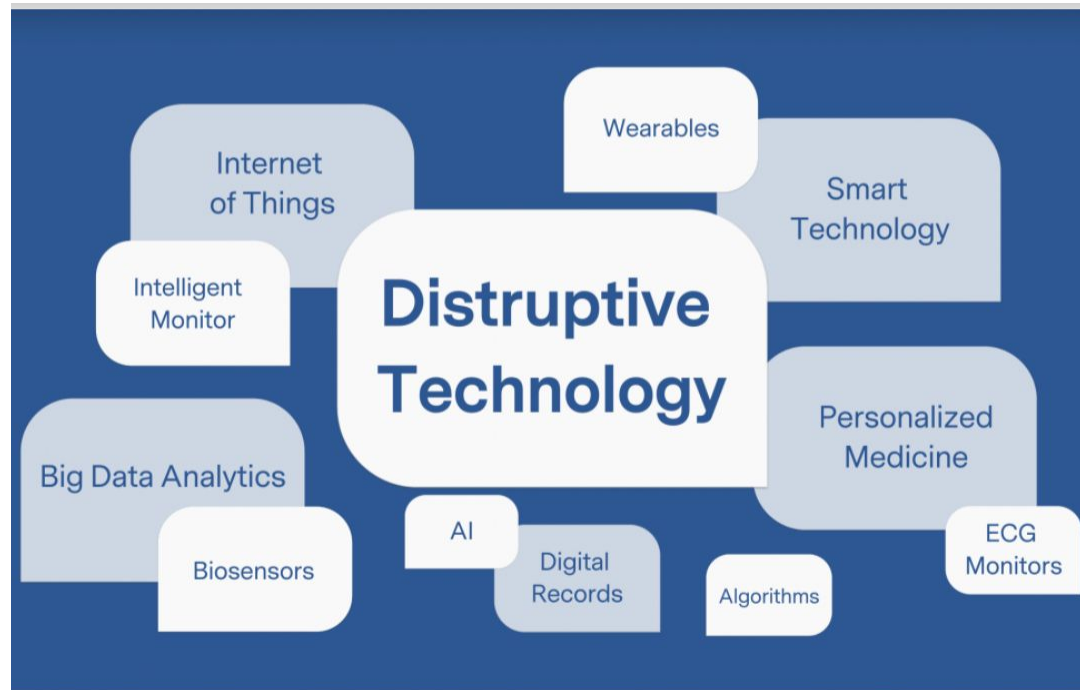 Wearables
Internet
of Things
Smart
Technology
Intelligent
Monitor
Distruptive
Technology
Personalized
Medicine
Big Data Analytics
AI
Biosensors
Digital
Records
Algorithms
ECG
Monitors